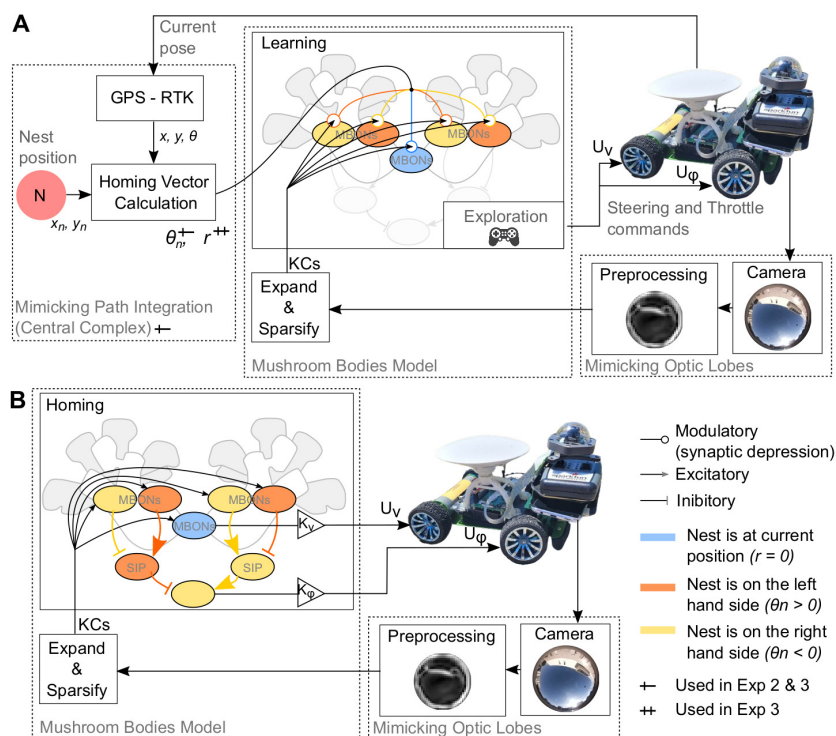 A
Current
pose
GPS - RTK
x, y, θ
Nest
position
N
xn, yn
Homing Vector
Calculation
θn, r
Mimicking Path Integration
(Central Complex)
Learning
MBONs
MBONs
MBONs
Exploration
KCs
Expand
&
Sparsify
Mushroom Bodies Model
Uv
Uφ
Steering and Throttle
commands
sparkfun
Preprocessing
Camera
Mimicking Optic Lobes
B
Homing
MBONs
MBONs
MBONs
SIP
SIP
Kv
Kφ
KCs
Expand
&
Sparsify
Mushroom Bodies Model
Uv
Uφ
sparkfun
Preprocessing
Camera
Mimicking Optic Lobes
Modulatory
(synaptic depression)
Excitatory
Inibitory
Nest is at current
position (r = 0)
Nest is on the left
hand side (θn > 0)
Nest is on the right
hand side (θn < 0)
Used in Exp 2 & 3
Used in Exp 3